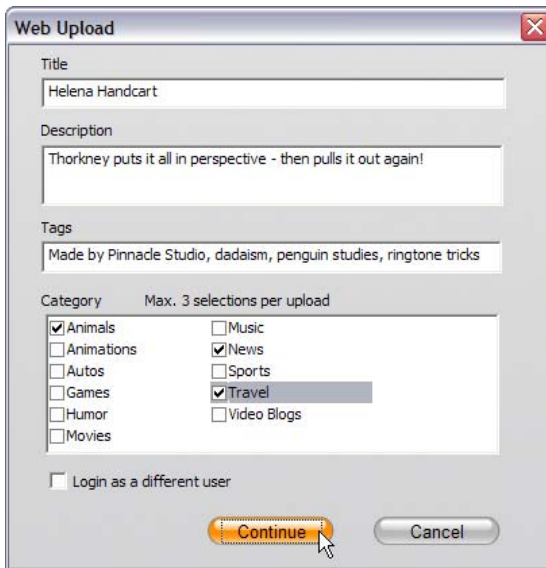 Web Upload
Title
Helena Handcart
Description
Thorkney puts it all in perspective - then pulls it out again!
Tags
Made by Pinnacle Studio, dadaism, penguin studies, ringtone tricks
Category Max. 3 selections per upload
Animals Music
Animations News
Autos Sports
Games Travel
Humor Video Blogs
Movies
Login as a different user
Continue Cancel